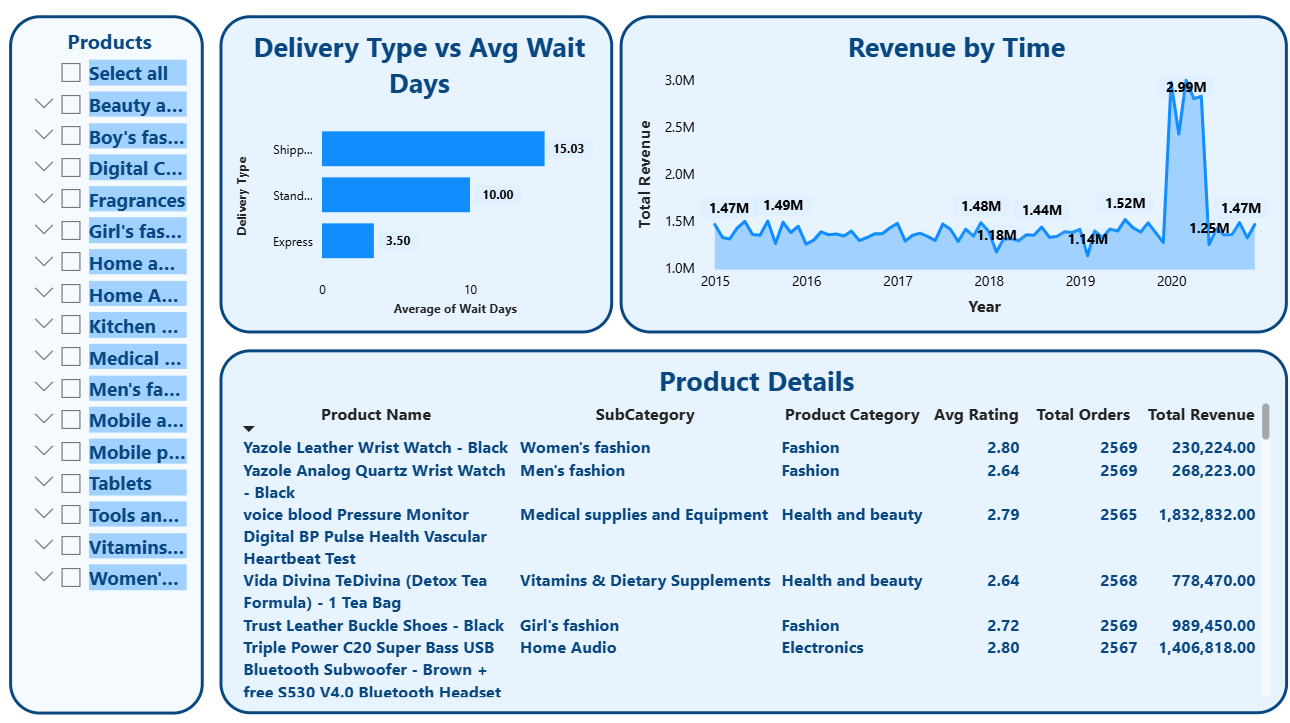 Products
Select all
Beauty a...
Boy's fas...
Digital C...
Fragrances
Girl's fas...
Home a...
Home A...
Kitchen ...
Medical ...
Men's fa...
Mobile a...
Mobile p...
Tablets
Tools an...
Vitamins...
Women'...
Delivery Type vs Avg Wait
Days
Delivery Type
Shipp...
15.03
Stand...
10.00
Express
3.50
0 10
Average of Wait Days
Revenue by Time
Total Revenue
3.0M
2.5M
2.0M
1.5M
1.0M
1.47M
1.49M
1.48M
1.18M
1.44M
1.14M
1.52M
2.99M
1.25M
1.47M
2015 2016 2017 2018 2019 2020
Year
Product Details
Product Name SubCategory Product Category Avg Rating Total Orders Total Revenue
Yazole Leather Wrist Watch - Black Women's fashion Fashion 2.80 2569 230,224.00
Yazole Analog Quartz Wrist Watch Men's fashion Fashion 2.64 2569 268,223.00
- Black
voice blood Pressure Monitor Medical supplies and Equipment Health and beauty 2.79 2565 1,832,832.00
Digital BP Pulse Health Vascular
Heartbeat Test
Vida Divina TeDivina (Detox Tea Vitamins & Dietary Supplements Health and beauty 2.64 2568 778,470.00
Formula) - 1 Tea Bag
Trust Leather Buckle Shoes - Black Girl's fashion Fashion 2.72 2569 989,450.00
Triple Power C20 Super Bass USB Home Audio Electronics 2.80 2567 1,406,818.00
Bluetooth Subwoofer - Brown +
free S530 V4.0 Bluetooth Headset